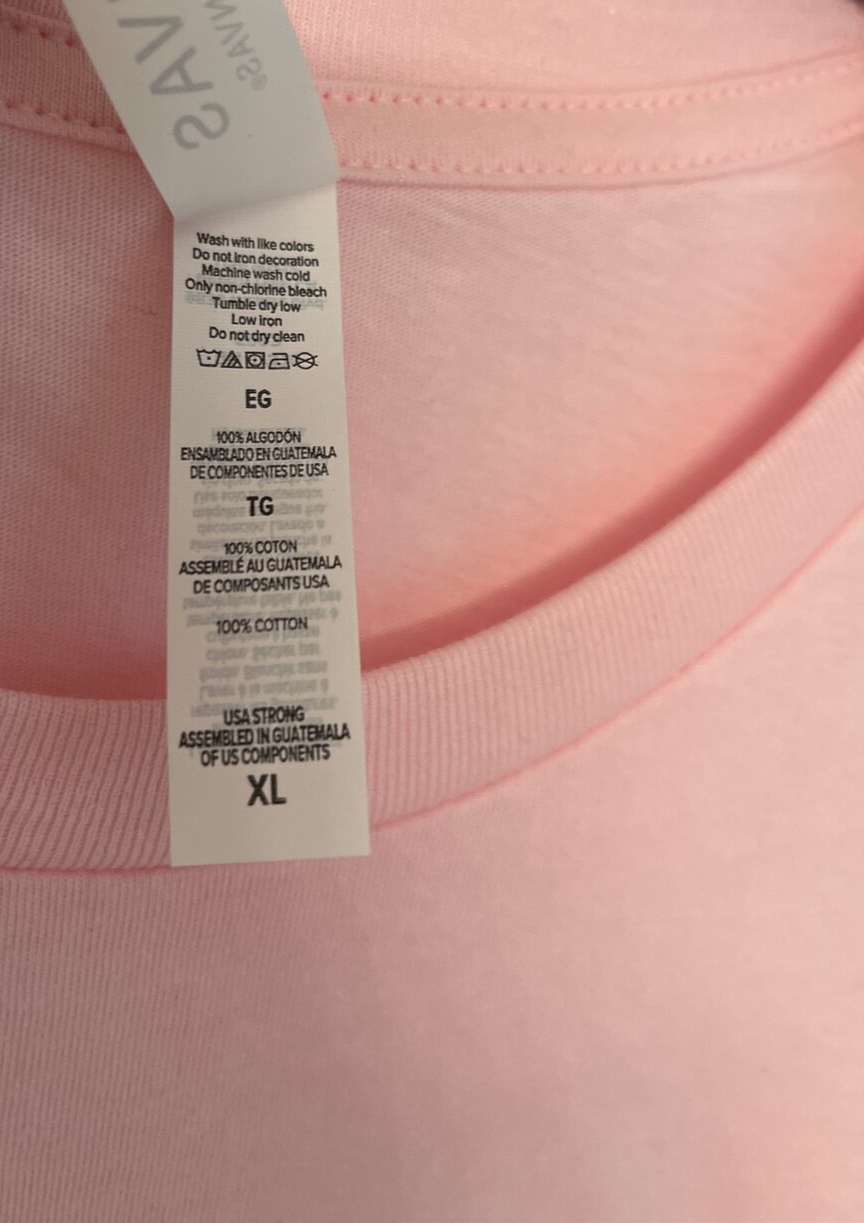 Wash with like colors
Do not iron decoration
Machine wash cold
Only non-chlorine bleach
Tumble dry low
Low iron
Do not dry clean
EG
100% ALGODÓN
ENSAMBLADO EN GUATEMALA
DE COMPONENTES DE USA
TG
100% COTON
ASSEMBLÉ AU GUATEMALA
DE COMPOSANTS USA
100% COTTON
USA STRONG
ASSEMBLED IN GUATEMALA
OF US COMPONENTS
XL